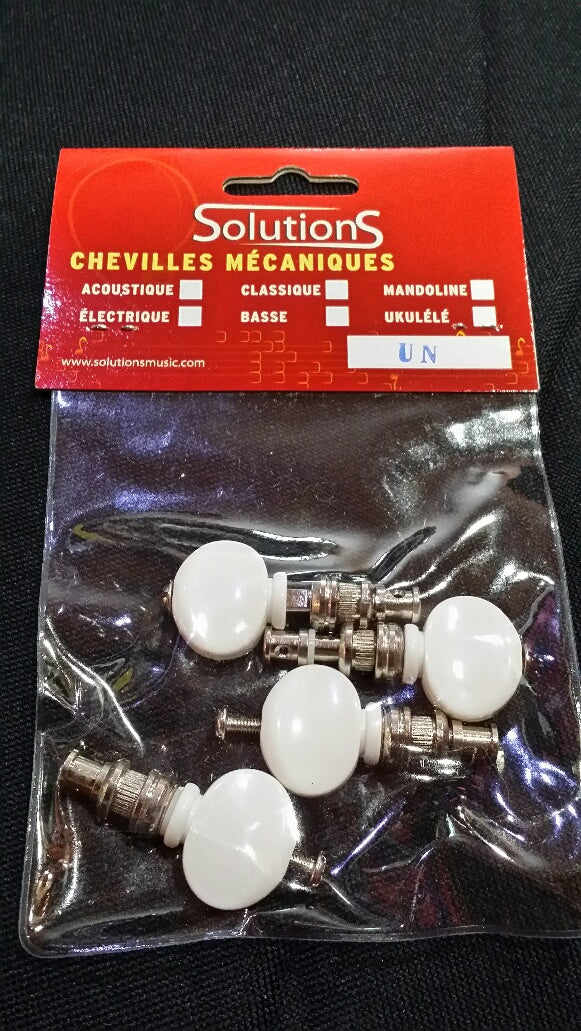 SolutionS
CHEVILLES MÉCANIQUES
ACOUSTIQUE CLASSIQUE MANDOLINE
ÉLECTRIQUE BASSE UKULÉLÉ
UN
www.solutionsmusic.com